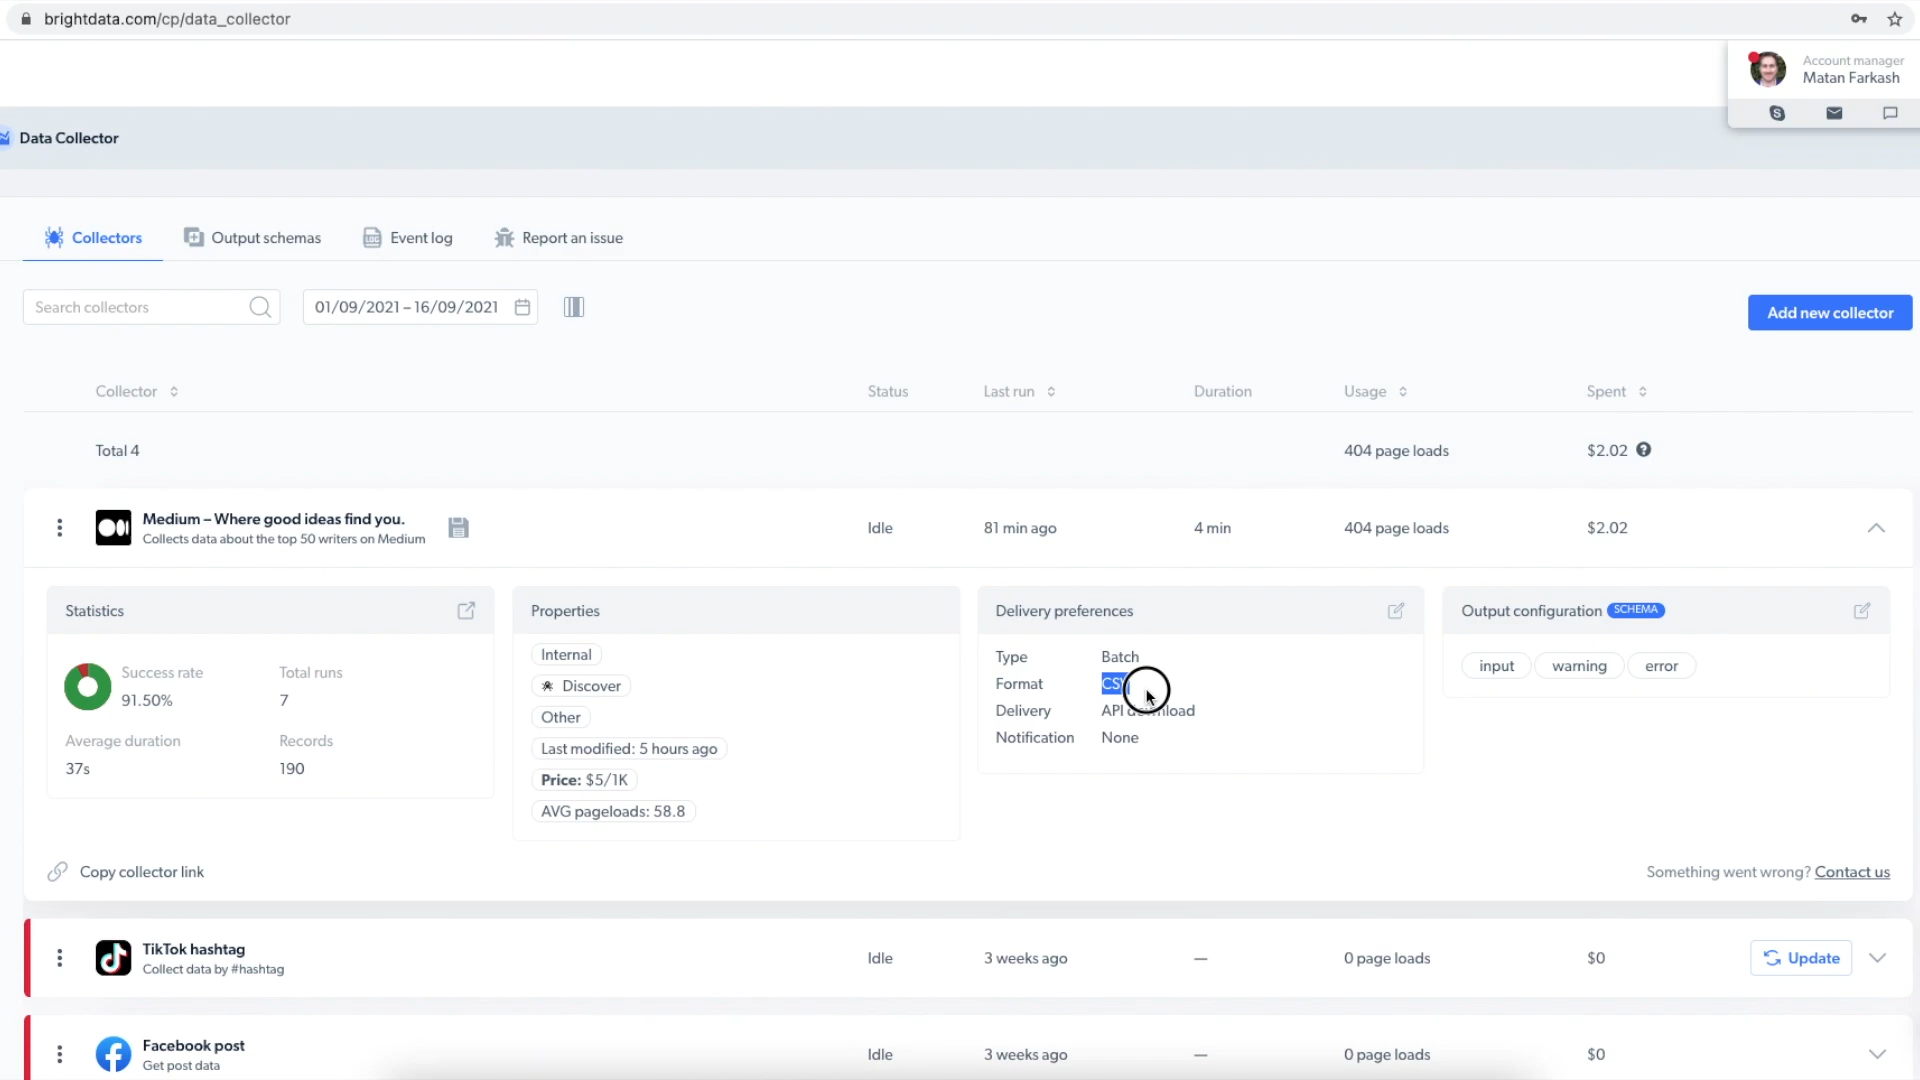 brightdata.com/cp/data_collector
Account manager
Matan Farkash
Data Collector
Collectors
Output schemas
LOG
Event log
Report an issue
Search collectors
01/09/2021 – 16/09/2021
Add new collector
Collector
Status
Last run
Duration
Usage
Spent
Total 4
404 page loads
$2.02
Medium – Where good ideas find you.
Collects data about the top 50 writers on Medium
Idle
81 min ago
4 min
404 page loads
$2.02
Statistics
Success rate
91.50%
Total runs
7
Average duration
37s
Records
190
Properties
Internal
Discover
Other
Last modified: 5 hours ago
Price: $5/1K
AVG pageloads: 58.8
Delivery preferences
Type Batch
Format
Delivery API
Notification None
Output configuration SCHEMA
input warning error
Copy collector link
Something went wrong? Contact us
TikTok hashtag
Collect data by #hashtag
Idle
3 weeks ago
—
0 page loads
$0
Update
Facebook post
Get post data
Idle
3 weeks ago
—
0 page loads
$0